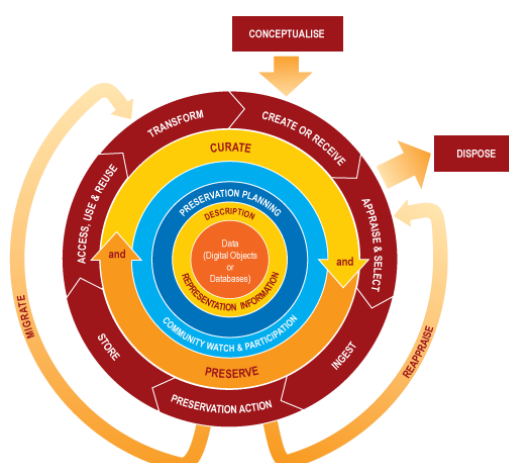 CONCEPTUALISE
CREATE OR RECEIVE
DISPOSE
APPRAISE & SELECT
INGEST
PRESERVATION ACTION
STORE
ACCESS, USE & REUSE
TRANSFORM
CURATE
and
PRESERVE
and
COMMUNITY WATCH & PARTICIPATION
PRESERVATION PLANNING
DESCRIPTION
REPRESENTATION INFORMATION
Data
(Digital Objects
or
Databases)
MIGRATE
REAPPRAISE